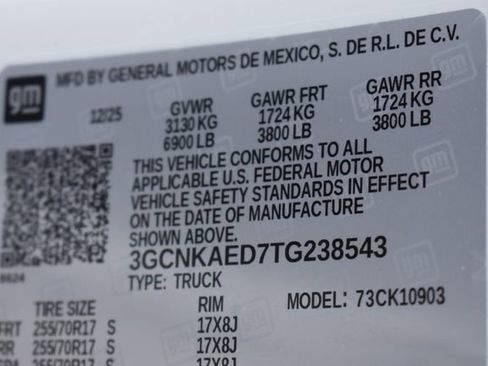 gm
MFD BY GENERAL MOTORS DE MEXICO, S. DE R.L. DE C.V.
12/25 GVWR GAWR FRT GAWR RR
3130 KG 1724 KG 1724 KG
6900 LB 3800 LB 3800 LB
THIS VEHICLE CONFORMS TO ALL
APPLICABLE U.S. FEDERAL MOTOR
VEHICLE SAFETY STANDARDS IN EFFECT
ON THE DATE OF MANUFACTURE
SHOWN ABOVE.
3GCNKAED7TG238543
TYPE: TRUCK MODEL: 73CK10903
TIRE SIZE RIM
FRT 255/70R17 S 17X8J
RR 255/70R17 S 17X8J